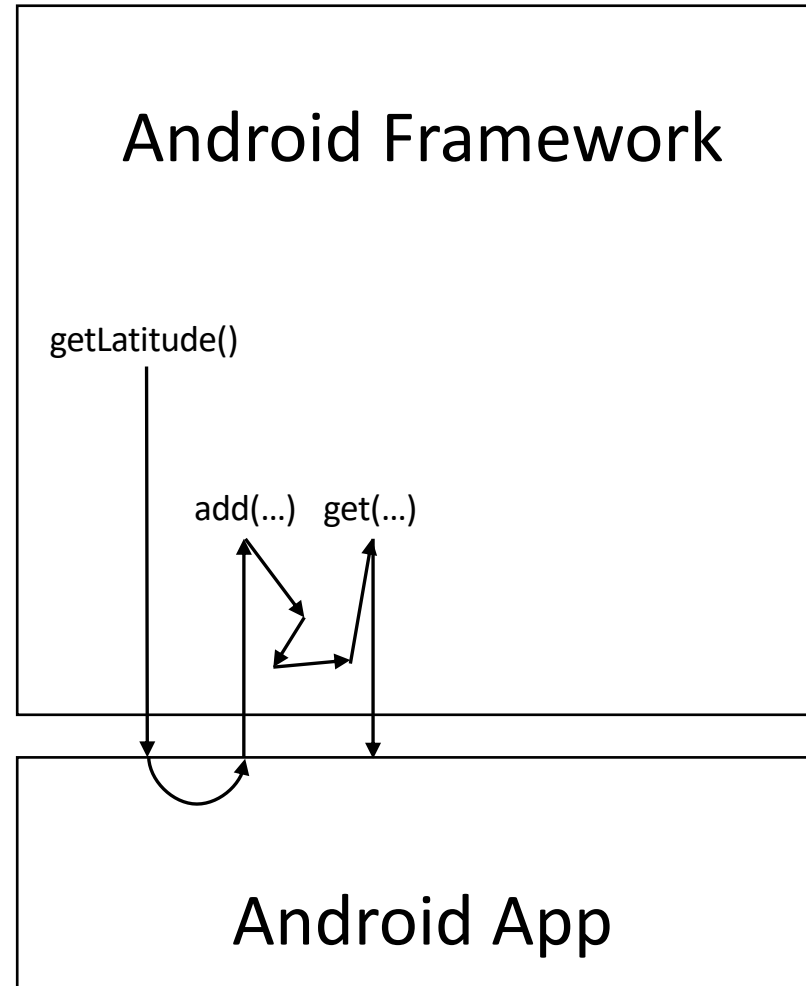 Android Framework
getLatitude()
add(...) get(...)
Android App